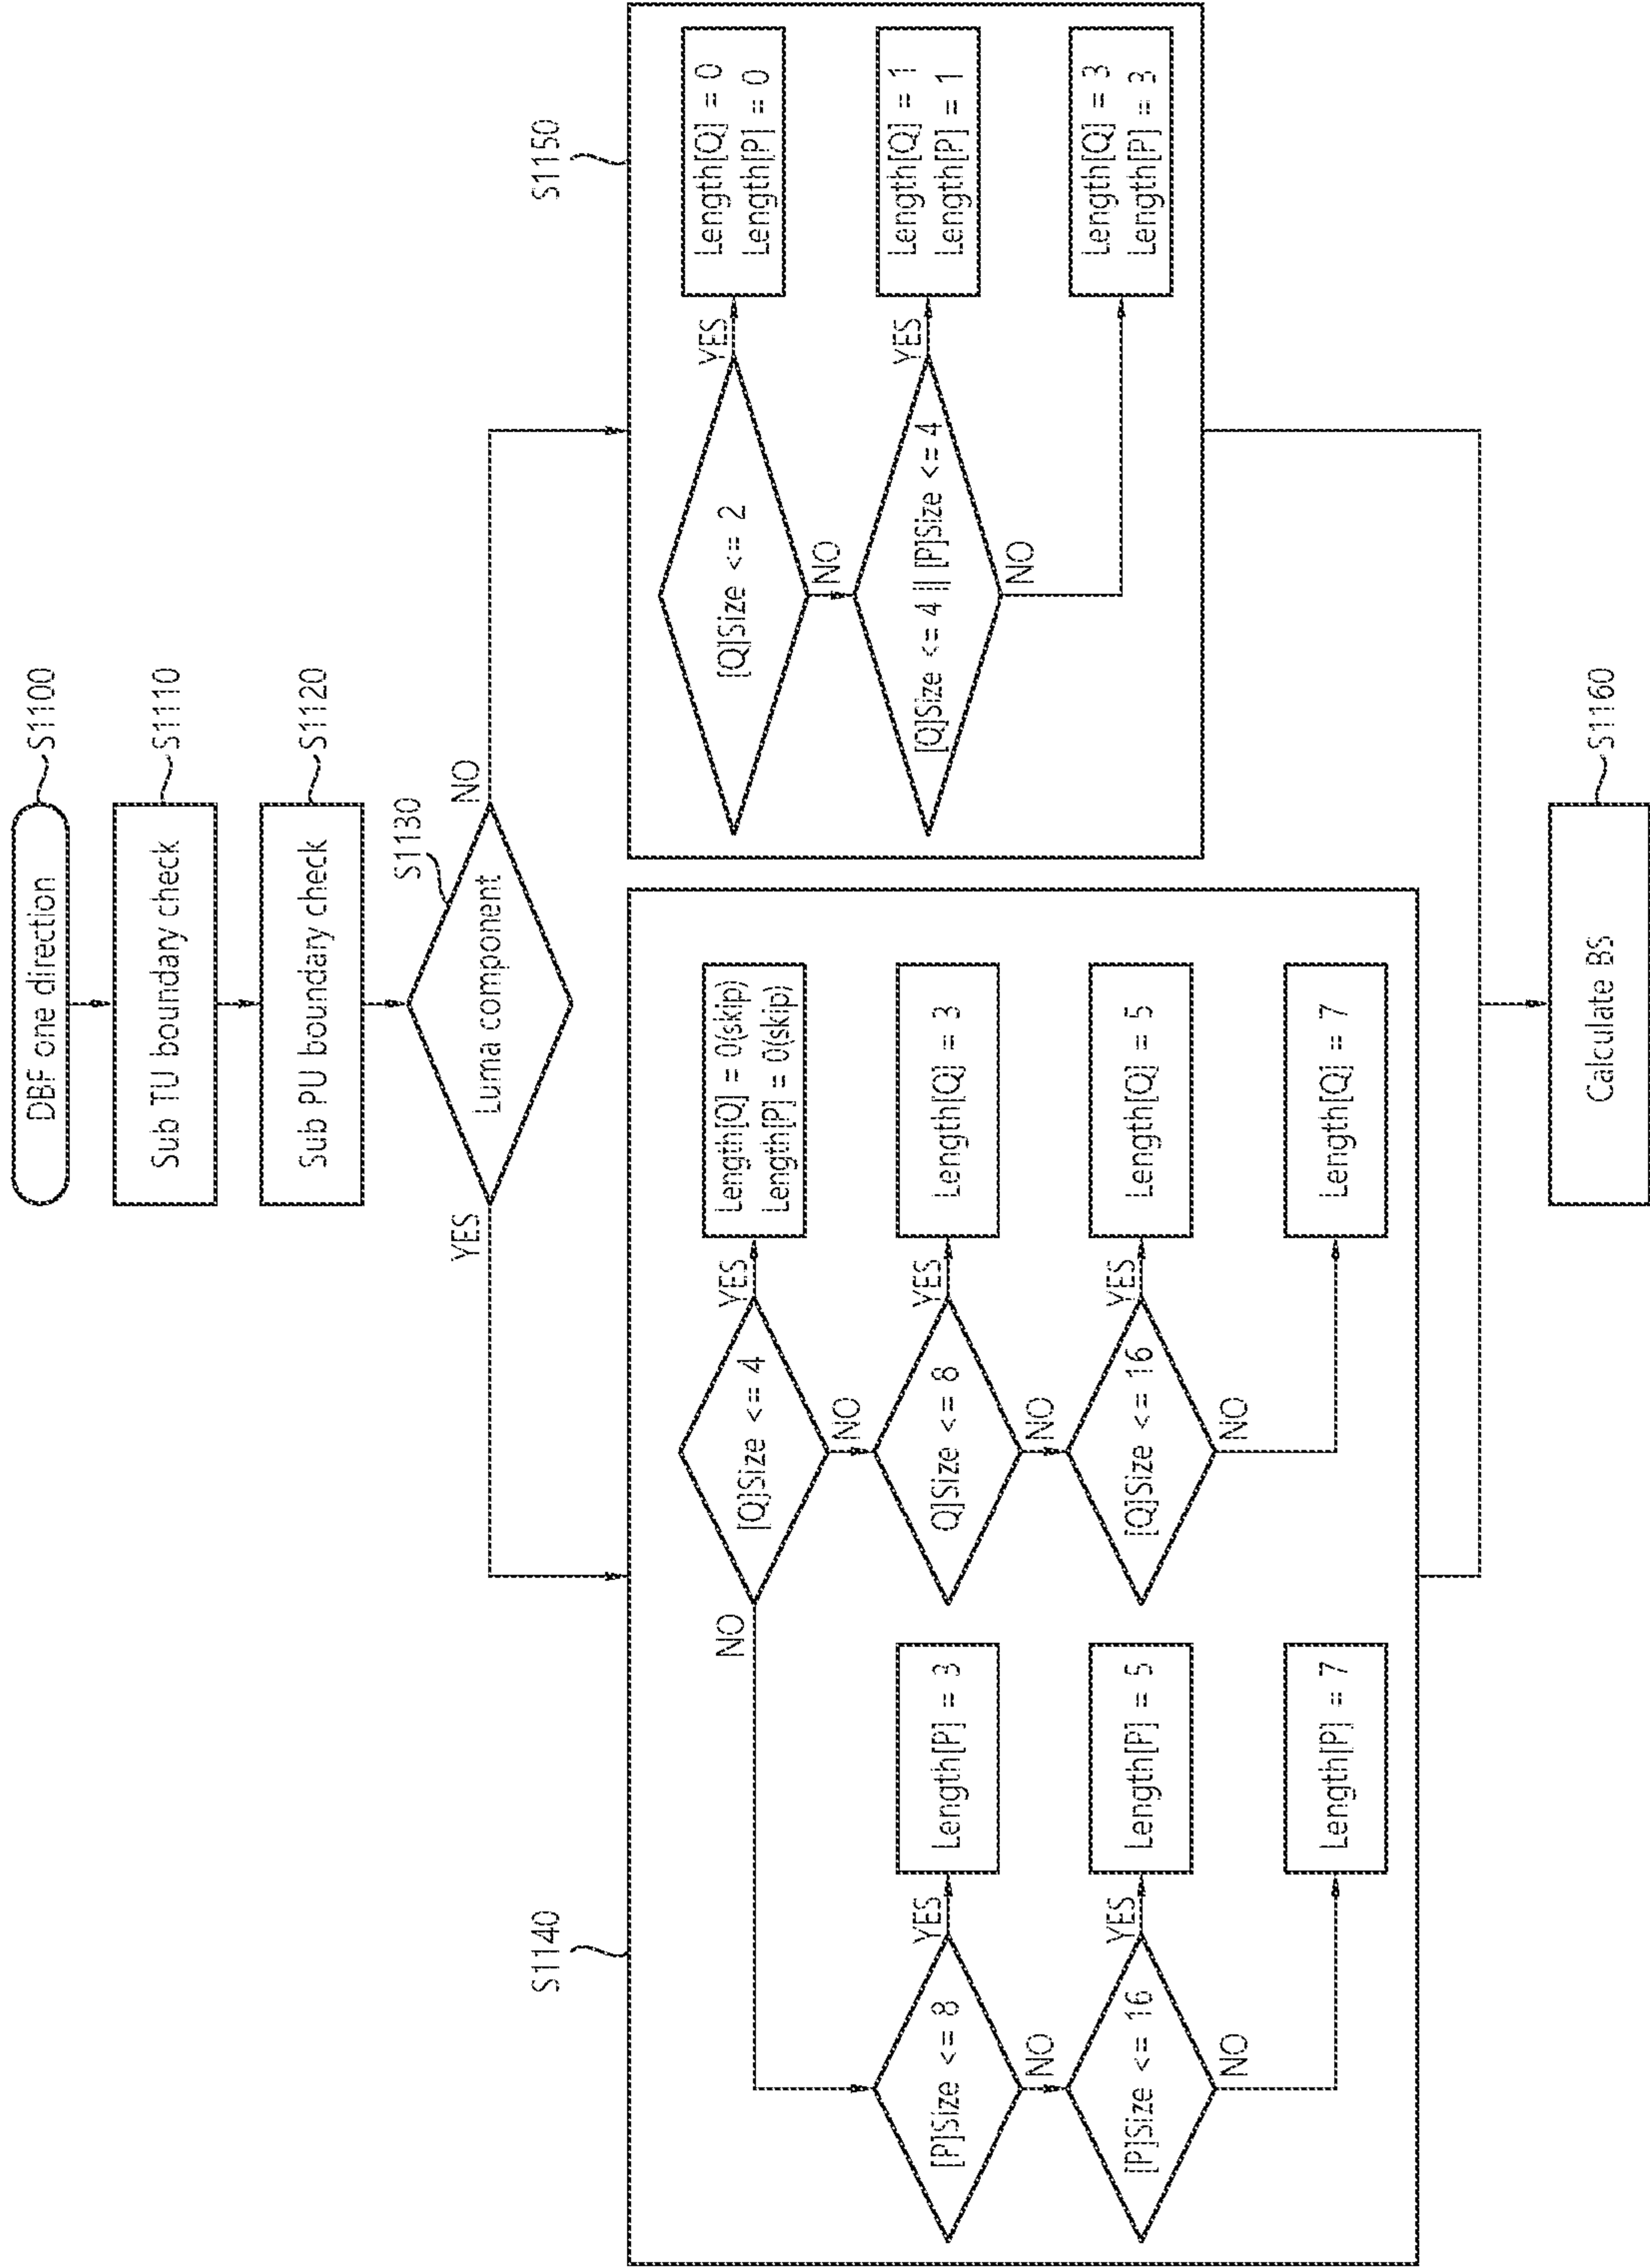 DBF one direction
S1100
Sub TU boundary check
S1110
Sub PU boundary check
S1120
S1130
Luma component
YES
NO
S1140
[Q]Size <= 4
YES
Length[Q] = 0(skip)
Length[P] = 0(skip)
NO
NO
[P]Size <= 8
YES
Length[P] = 3
NO
Q]Size <= 8
YES
Length[Q] = 3
NO
[P]Size <= 16
YES
Length[P] = 5
NO
[Q]Size <= 16
YES
Length[Q] = 5
NO
Length[P] = 7
Length[Q] = 7
S1150
[Q]Size <= 2
YES
Length[Q] = 0
Length[P] = 0
NO
[Q]Size <= 4 || [P]Size <= 4
YES
Length[Q] = 1
Length[P] = 1
NO
Length[Q] = 3
Length[P] = 3
Calculate BS
S1160